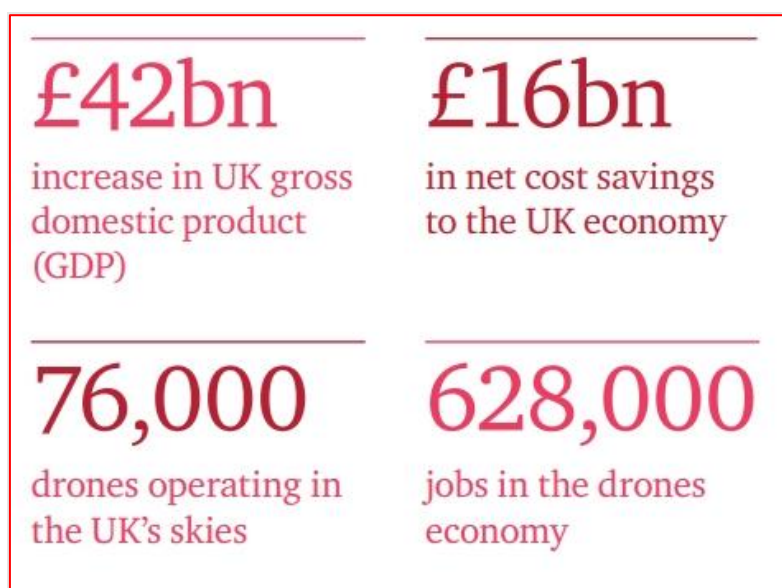 £42bn
increase in UK gross
domestic product
(GDP)
£16bn
in net cost savings
to the UK economy
76,000
drones operating in
the UK’s skies
628,000
jobs in the drones
economy